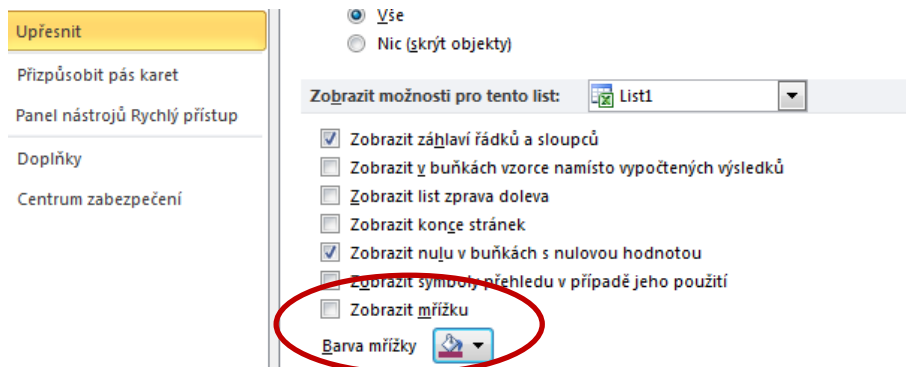 Upřesnit
Přizpůsobit pás karet
Panel nástrojů Rychlý přístup
Doplňky
Centrum zabezpečení
Vše
Nic (skrýt objekty)
Zobrazit možnosti pro tento list: List1
Zobrazit záhlaví řádků a sloupců
Zobrazit v buňkách vzorce namísto vypočtených výsledků
Zobrazit list zprava doleva
Zobrazit konce stránek
Zobrazit nulu v buňkách s nulovou hodnotou
Zobrazit symboly přehledu v případě jeho použití
Zobrazit mřížku
Barva mřížky